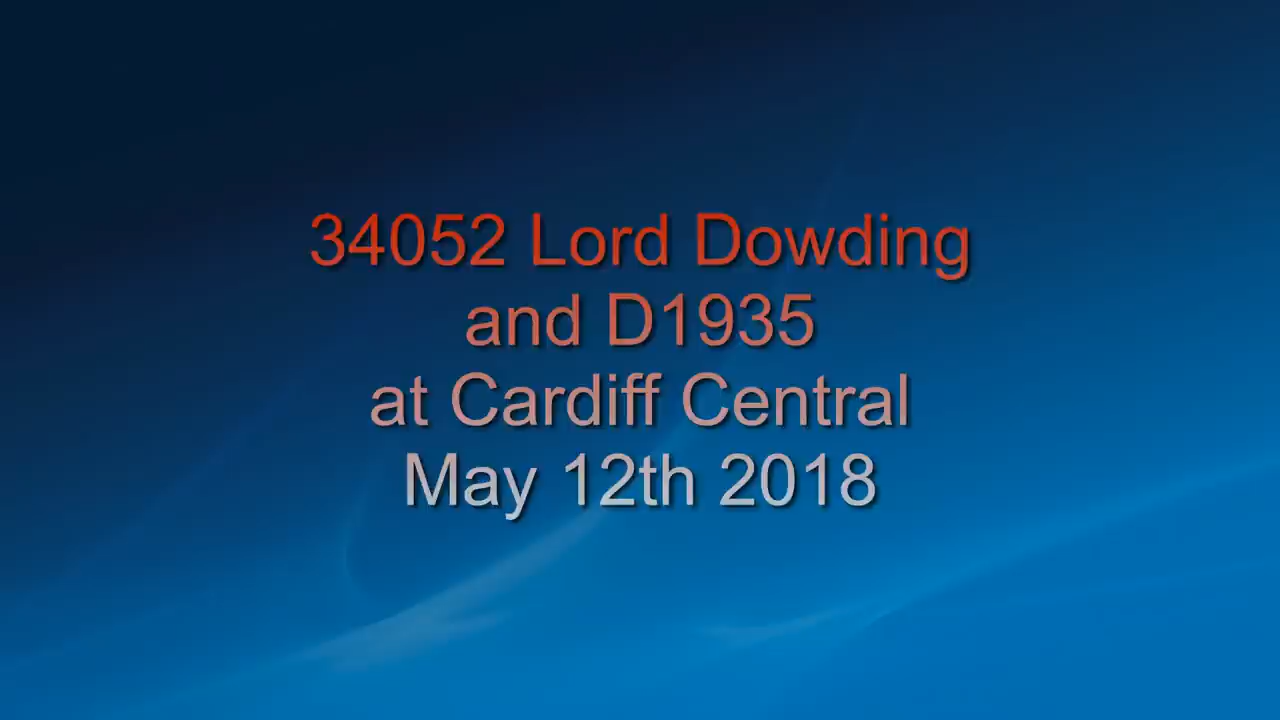 34052 Lord Dowding
and D1935
at Cardiff Central
May 12th 2018